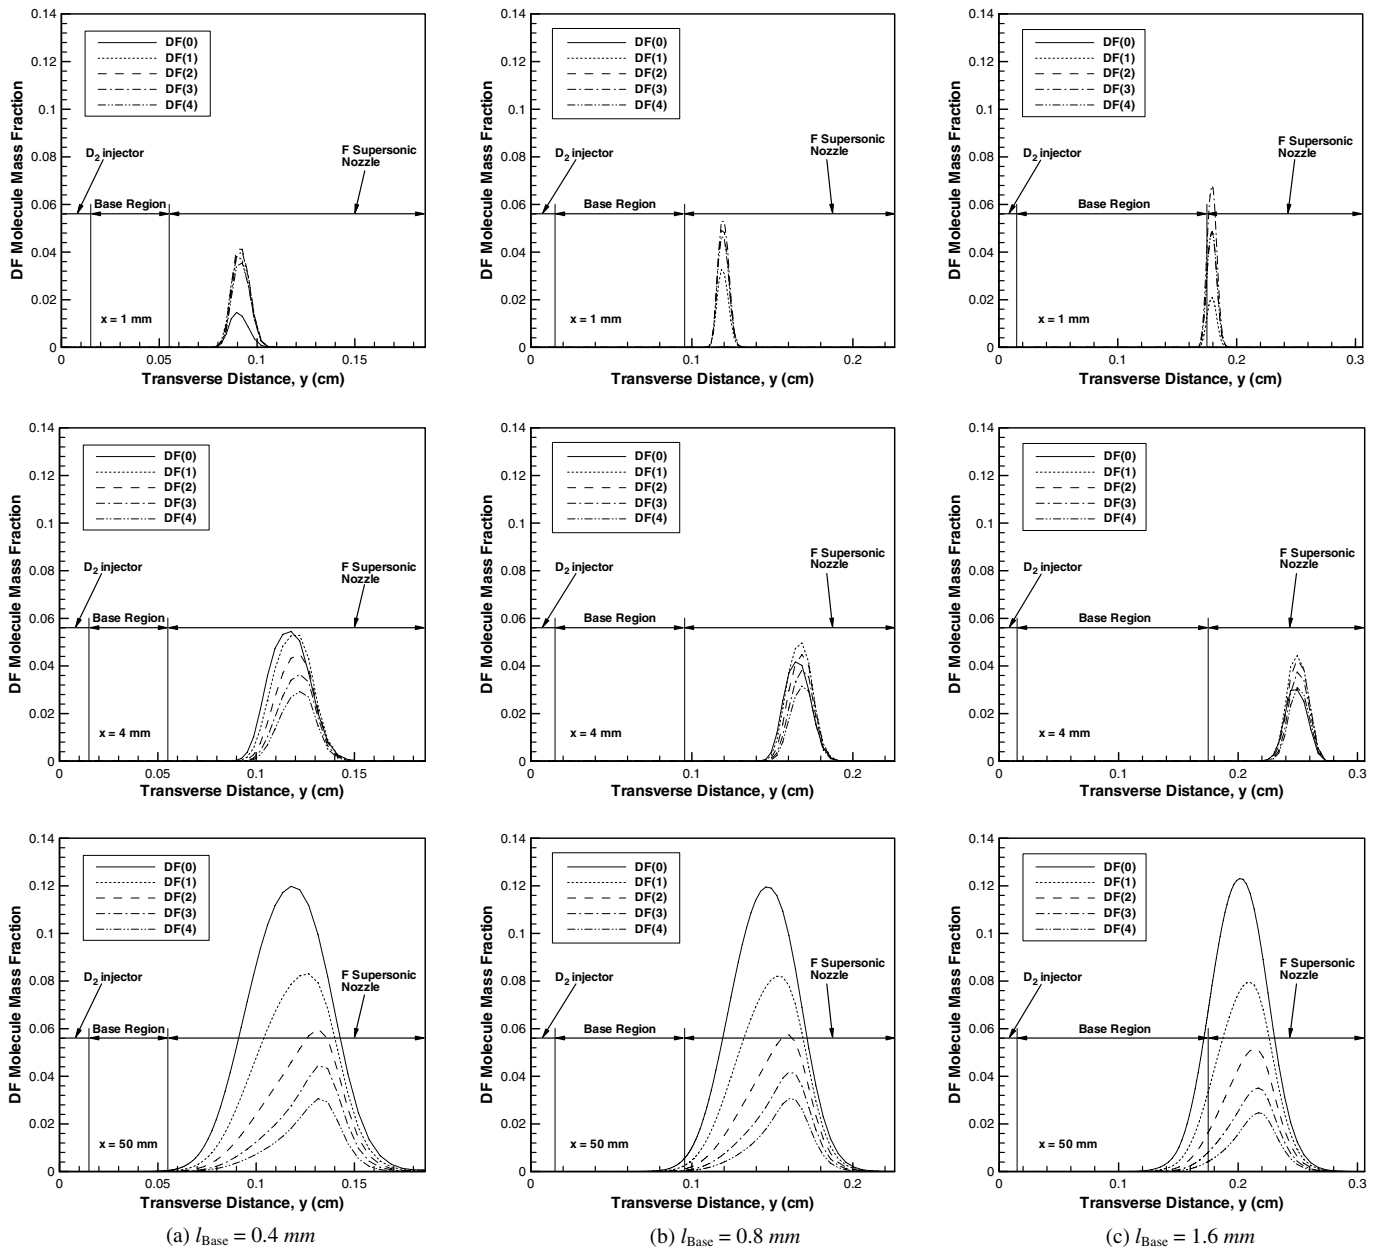 0.14
0.12
0.1
0.08
0.06
0.04
0.02
0
DF Molecule Mass Fraction
DF(0)
DF(1)
DF(2)
DF(3)
DF(4)
D2 injector
F Supersonic
Nozzle
Base Region
x = 1 mm
0 0.05 0.1 0.15
Transverse Distance, y (cm)
0.14
0.12
0.1
0.08
0.06
0.04
0.02
0
DF Molecule Mass Fraction
DF(0)
DF(1)
DF(2)
DF(3)
DF(4)
D2 injector
F Supersonic
Nozzle
Base Region
x = 1 mm
0 0.1 0.2
Transverse Distance, y (cm)
0.14
0.12
0.1
0.08
0.06
0.04
0.02
0
DF Molecule Mass Fraction
DF(0)
DF(1)
DF(2)
DF(3)
DF(4)
D2 injector
F Supersonic
Nozzle
Base Region
x = 1 mm
0 0.1 0.2 0.3
Transverse Distance, y (cm)
0.14
0.12
0.1
0.08
0.06
0.04
0.02
0
DF Molecule Mass Fraction
DF(0)
DF(1)
DF(2)
DF(3)
DF(4)
D2 injector
F Supersonic
Nozzle
Base Region
x = 4 mm
0 0.05 0.1 0.15
Transverse Distance, y (cm)
0.14
0.12
0.1
0.08
0.06
0.04
0.02
0
DF Molecule Mass Fraction
DF(0)
DF(1)
DF(2)
DF(3)
DF(4)
D2 injector
F Supersonic
Nozzle
Base Region
x = 4 mm
0 0.1 0.2
Transverse Distance, y (cm)
0.14
0.12
0.1
0.08
0.06
0.04
0.02
0
DF Molecule Mass Fraction
DF(0)
DF(1)
DF(2)
DF(3)
DF(4)
D2 injector
F Supersonic
Nozzle
Base Region
x = 4 mm
0 0.1 0.2 0.3
Transverse Distance, y (cm)
0.14
0.12
0.1
0.08
0.06
0.04
0.02
0
DF Molecule Mass Fraction
DF(0)
DF(1)
DF(2)
DF(3)
DF(4)
D2 injector
F Supersonic
Nozzle
Base Region
x = 50 mm
0 0.05 0.1 0.15
Transverse Distance, y (cm)
0.14
0.12
0.1
0.08
0.06
0.04
0.02
0
DF Molecule Mass Fraction
DF(0)
DF(1)
DF(2)
DF(3)
DF(4)
D2 injector
F Supersonic
Nozzle
Base Region
x = 50 mm
0 0.1 0.2
Transverse Distance, y (cm)
0.14
0.12
0.1
0.08
0.06
0.04
0.02
0
DF Molecule Mass Fraction
DF(0)
DF(1)
DF(2)
DF(3)
DF(4)
D2 injector
F Supersonic
Nozzle
Base Region
x = 50 mm
0 0.1 0.2 0.3
Transverse Distance, y (cm)
(a) lBase = 0.4 mm
(b) lBase = 0.8 mm
(c) lBase = 1.6 mm